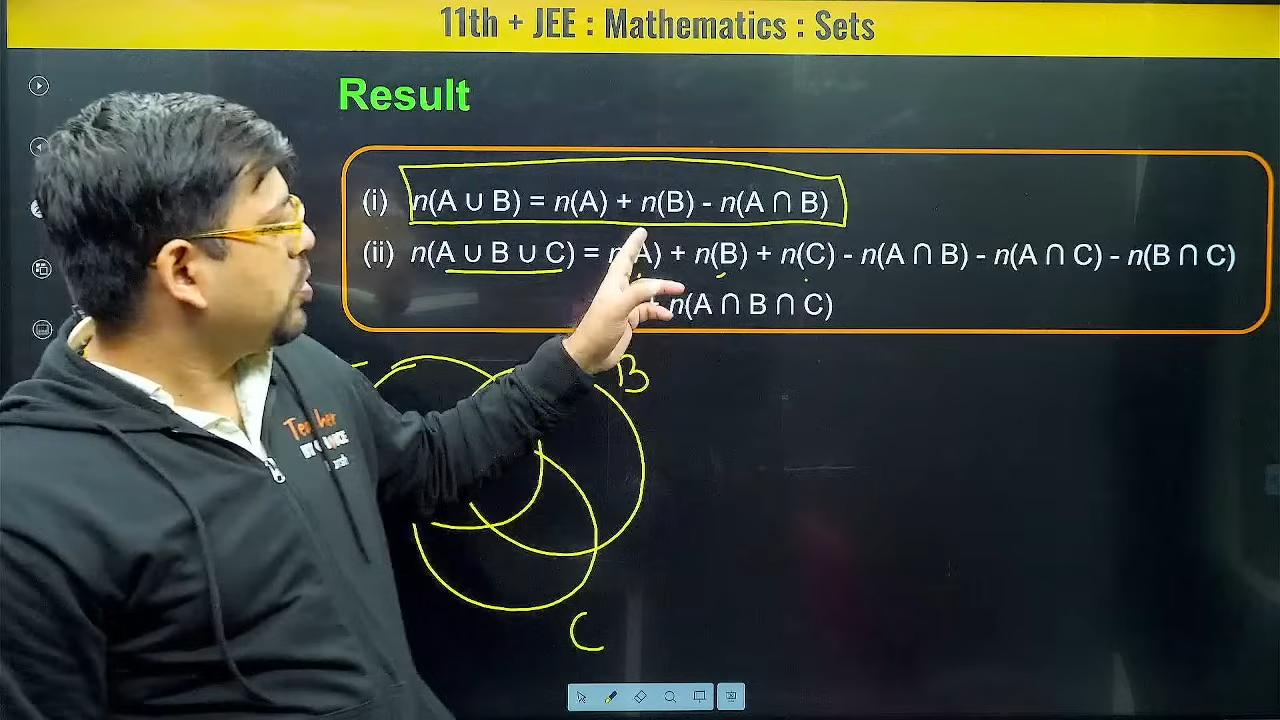 11th + JEE : Mathematics : Sets
Result
(i) n(A ∪ B) = n(A) + n(B) - n(A ∩ B)
(ii) n(A ∪ B ∪ C) = n(A) + n(B) + n(C) - n(A ∩ B) - n(A ∩ C) - n(B ∩ C)
+ n(A ∩ B ∩ C)
B
C